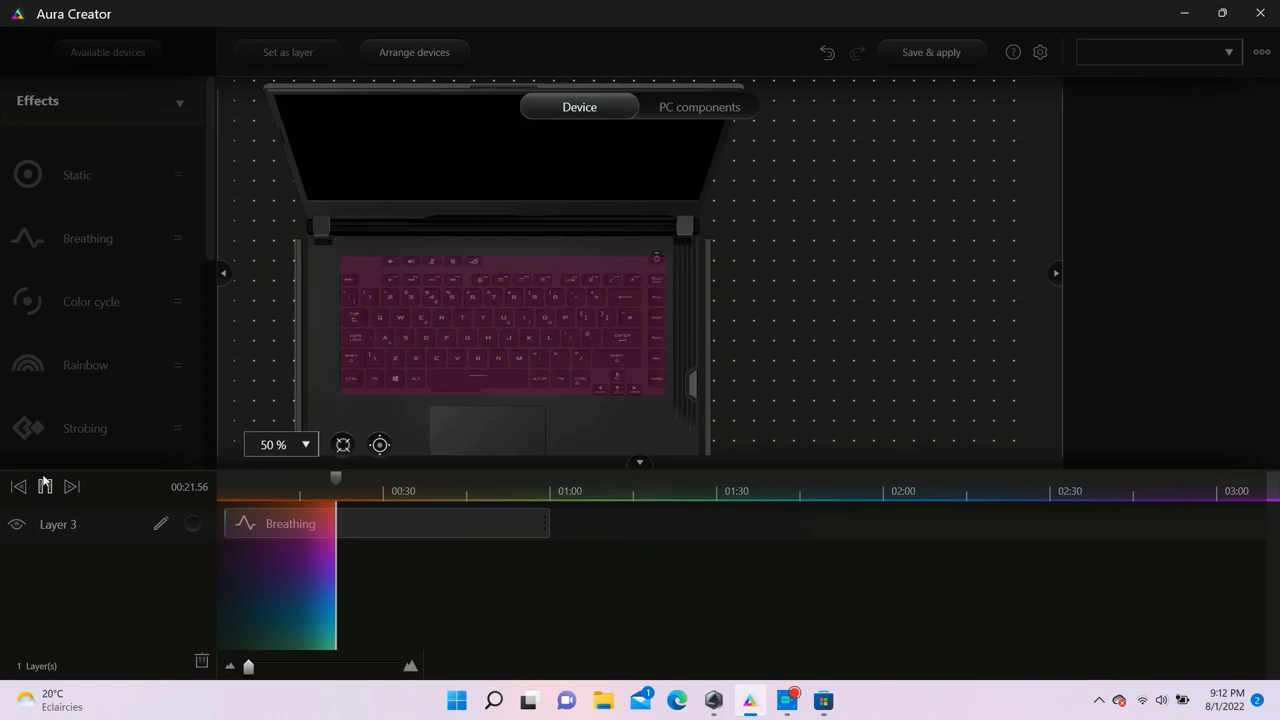 Aura Creator
Available devices
Set as layer
Arrange devices
Save & apply
Effects
Device
PC components
Static
Breathing
Color cycle
Rainbow
Strobing
50 %
00:21.56
00:30
01:00
01:30
02:00
02:30
03:00
Layer 3
Breathing
1 Layer(s)
20°C
Eclaircies
1
9:12 PM
8/1/2022
2